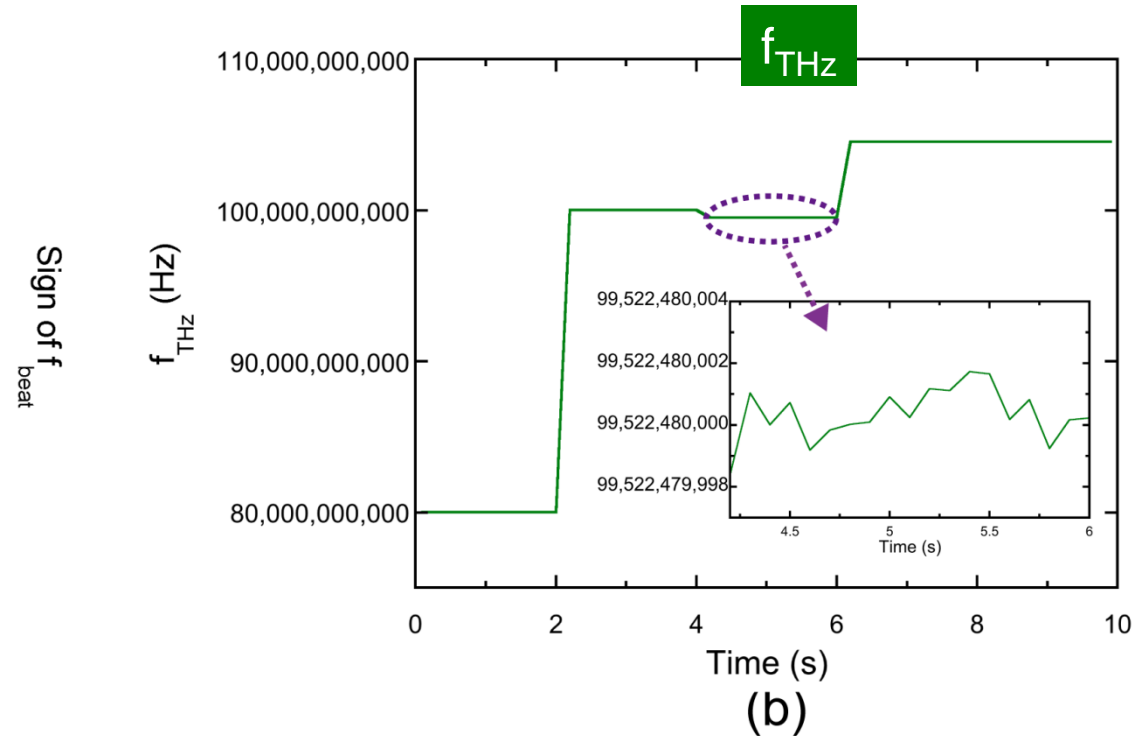 f_THz
110,000,000,000
100,000,000,000
90,000,000,000
80,000,000,000
Sign of f_beat
f_THz (Hz)
99,522,480,004
99,522,480,002
99,522,480,000
99,522,479,998
4.5 5 5.5 6
Time (s)
0 2 4 6 8 10
Time (s)
(b)